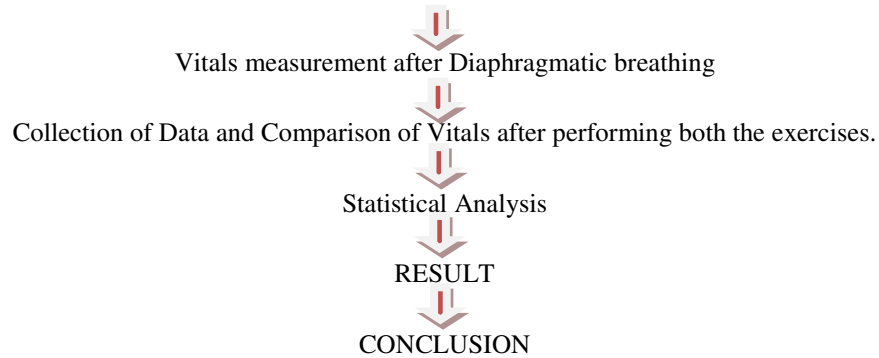 Vitals measurement after Diaphragmatic breathing
Collection of Data and Comparison of Vitals after performing both the exercises.
Statistical Analysis
RESULT
CONCLUSION